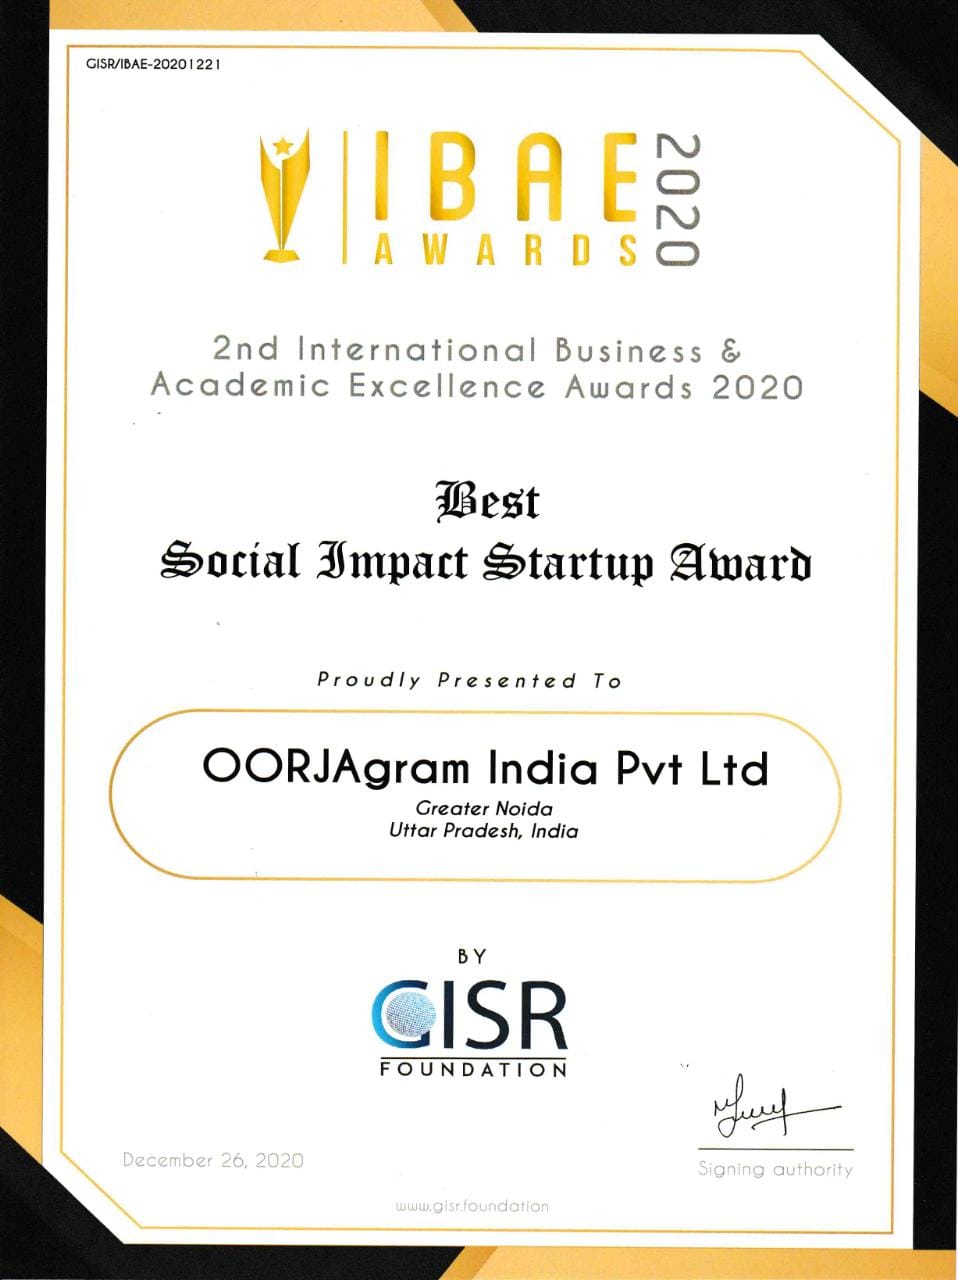 GISR/IBAE-20201221
IBAE
AWARDS
2020
2nd International Business &
Academic Excellence Awards 2020
Best
Social Impact Startup Award
Proudly Presented To
OORJAgram India Pvt Ltd
Greater Noida
Uttar Pradesh, India
BY
GISR
FOUNDATION
December 26, 2020
Signing authority
www.gisr.foundation